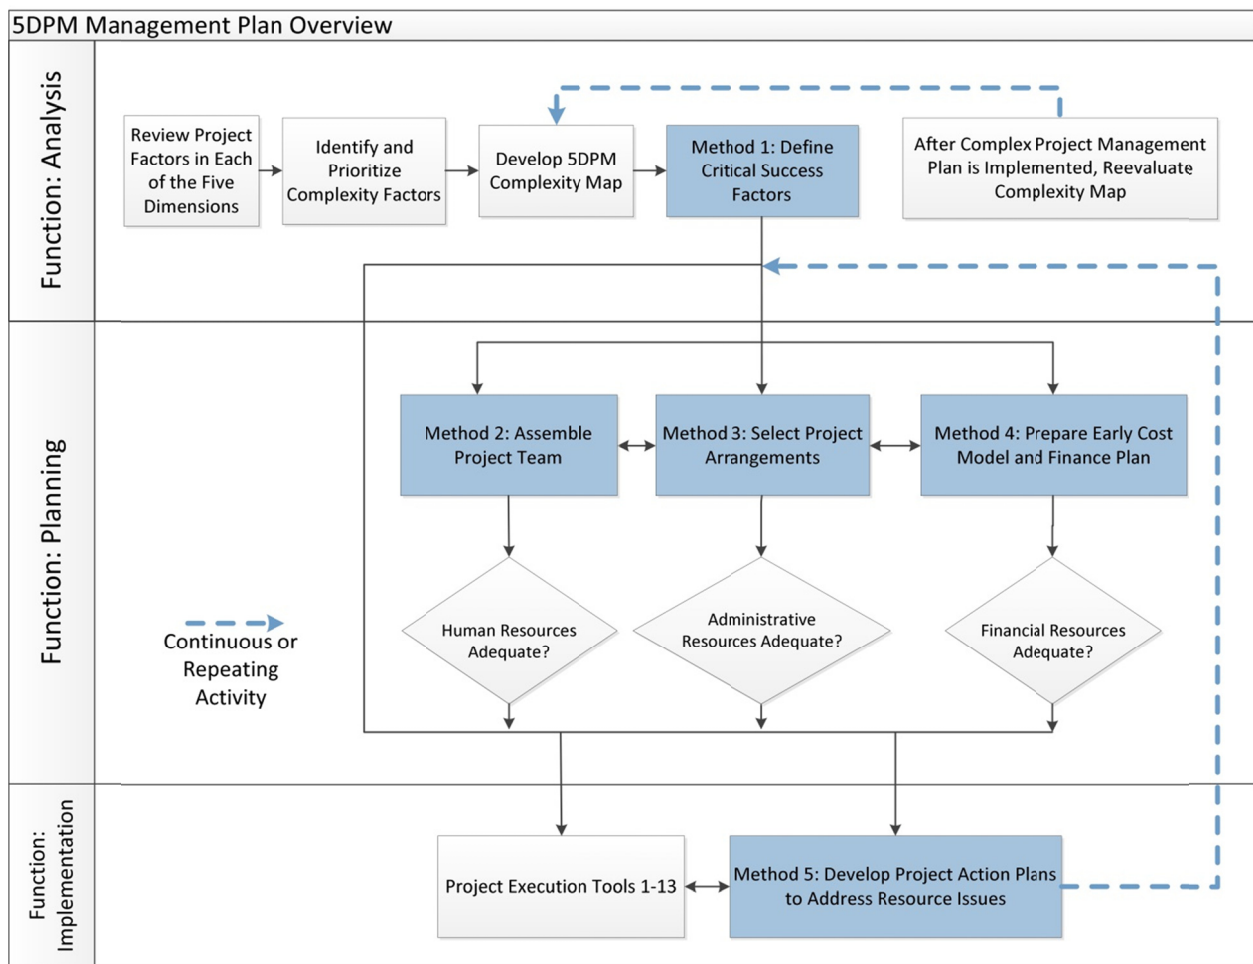 5DPM Management Plan Overview
Function: Analysis
Review Project
Factors in Each
of the Five
Dimensions
Identify and
Prioritize
Complexity Factors
Develop 5DPM
Complexity Map
Method 1: Define
Critical Success
Factors
After Complex Project Management
Plan is Implemented, Reevaluate
Complexity Map
Function: Planning
Method 2: Assemble
Project Team
Method 3: Select Project
Arrangements
Method 4: Prepare Early Cost
Model and Finance Plan
Human Resources
Adequate?
Administrative
Resources Adequate?
Financial Resources
Adequate?
Continuous or
Repeating
Activity
Function:
Implementation
Project Execution Tools 1-13
Method 5: Develop Project Action Plans
to Address Resource Issues